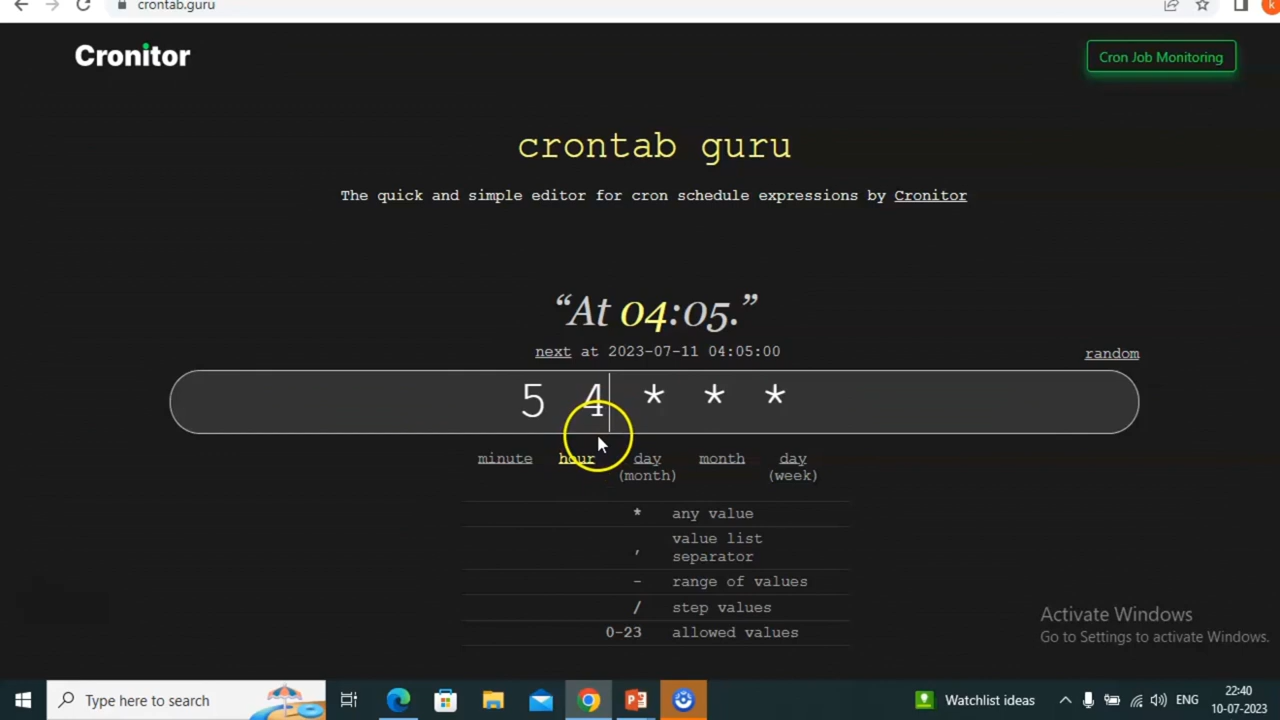 crontab.guru
k
Cronitor
Cron Job Monitoring
crontab guru
The quick and simple editor for cron schedule expressions by Cronitor
“At 04:05.”
next at 2023-07-11 04:05:00
random
5 4 * * *
minute hour day month day
(month) (week)
* any value
, value list
separator
- range of values
/ step values
0-23 allowed values
Activate Windows
Go to Settings to activate Windows.
Type here to search
Watchlist ideas
ENG
22:40
10-07-2023